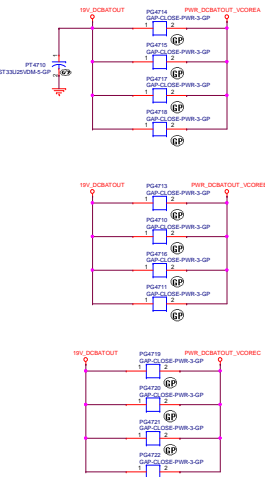 19V_DCBATOUT
PWR_DCBATOUT_VCOREA
PG4714
GAP-CLOSE-PWR-3-GP
1
2
GP
PG4715
GAP-CLOSE-PWR-3-GP
1
2
GP
PT4710
ST33U25VDM-5-GP
1
2
PG4717
GAP-CLOSE-PWR-3-GP
1
2
GP
PG4718
GAP-CLOSE-PWR-3-GP
1
2
GP
19V_DCBATOUT
PG4713
GAP-CLOSE-PWR-3-GP
1
2
GP
PG4710
GAP-CLOSE-PWR-3-GP
1
2
GP
PG4716
GAP-CLOSE-PWR-3-GP
1
2
GP
PG4711
GAP-CLOSE-PWR-3-GP
1
2
GP
19V_DCBATOUT
PWR_DCBATOUT_VCOREC
PG4719
GAP-CLOSE-PWR-3-GP
1
2
GP
PG4720
GAP-CLOSE-PWR-3-GP
1
2
GP
PG4721
GAP-CLOSE-PWR-3-GP
1
2
GP
PG4722
GAP-CLOSE-PWR-3-GP
1
2